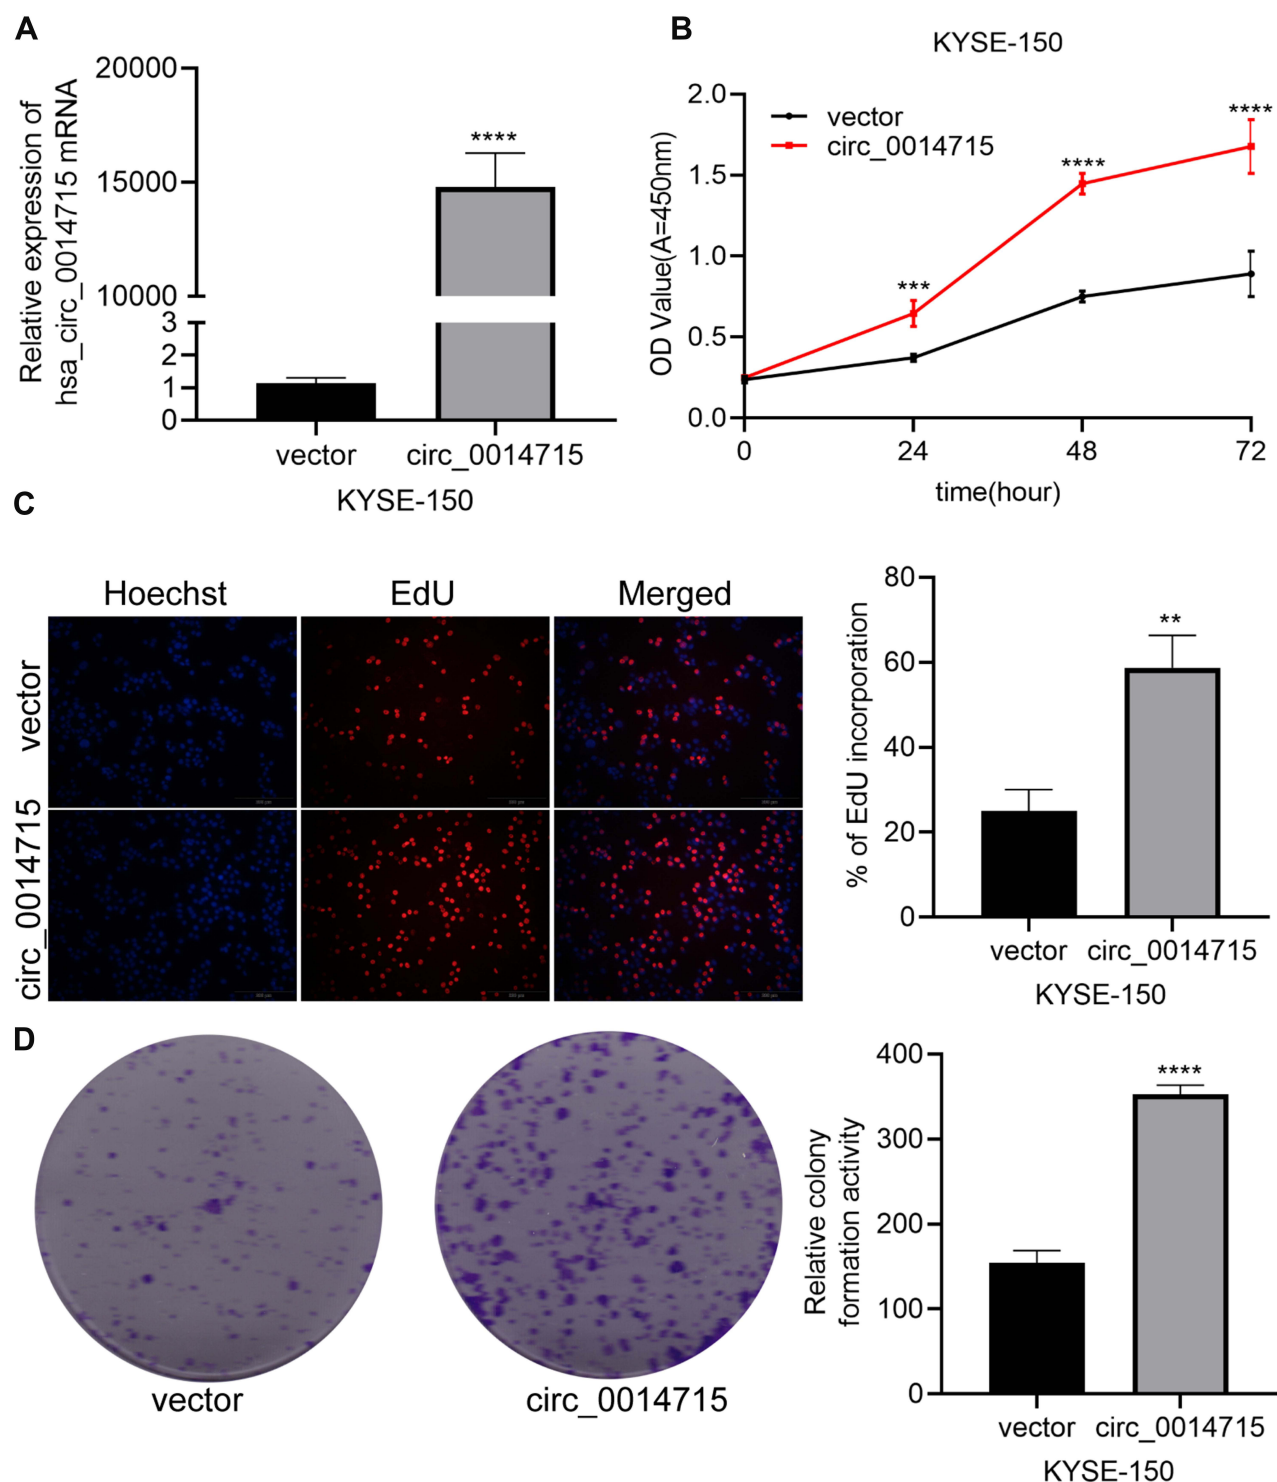 A
Relative expression of
hsa_circ_0014715 mRNA
20000
15000
10000
3
2
1
0
****
vector
circ_0014715
KYSE-150
B
KYSE-150
OD Value(A=450nm)
2.0
1.5
1.0
0.5
0.0
vector
circ_0014715
***
****
****
0
24
48
72
time(hour)
C
Hoechst
EdU
Merged
vector
circ_0014715
% of EdU incorporation
80
60
40
20
0
**
vector
circ_0014715
KYSE-150
D
vector
circ_0014715
Relative colony
formation activity
400
300
200
100
0
****
vector
circ_0014715
KYSE-150